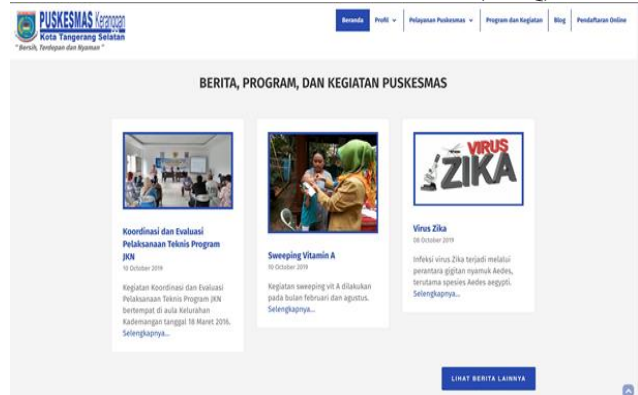 PUSKESMAS Keranggan
Kota Tangerang Selatan
"Bersih, Terdepan dan Nyaman"
Beranda Profil Pelayanan Puskesmas Program dan Kegiatan Blog Pendaftaran Online
BERITA, PROGRAM, DAN KEGIATAN PUSKESMAS
Koordinasi dan Evaluasi
Pelaksanaan Teknis Program
JKN
10 October 2019
Kegiatan Koordinasi dan Evaluasi
Pelaksanaan Teknis Program JKN
bertempat di aula Kelurahan
Kademangan tanggal 18 Maret 2016.
Selengkapnya...
Sweeping Vitamin A
10 October 2019
Kegiatan sweeping vit A dilakukan
pada bulan februari dan agustus.
Selengkapnya...
VIRUS
ZIKA
Virus Zika
08 October 2019
Infeksi virus Zika terjadi melalui
perantara gigitan nyamuk Aedes,
terutama spesies Aedes aegypti.
Selengkapnya...
LIHAT BERITA LAINNYA